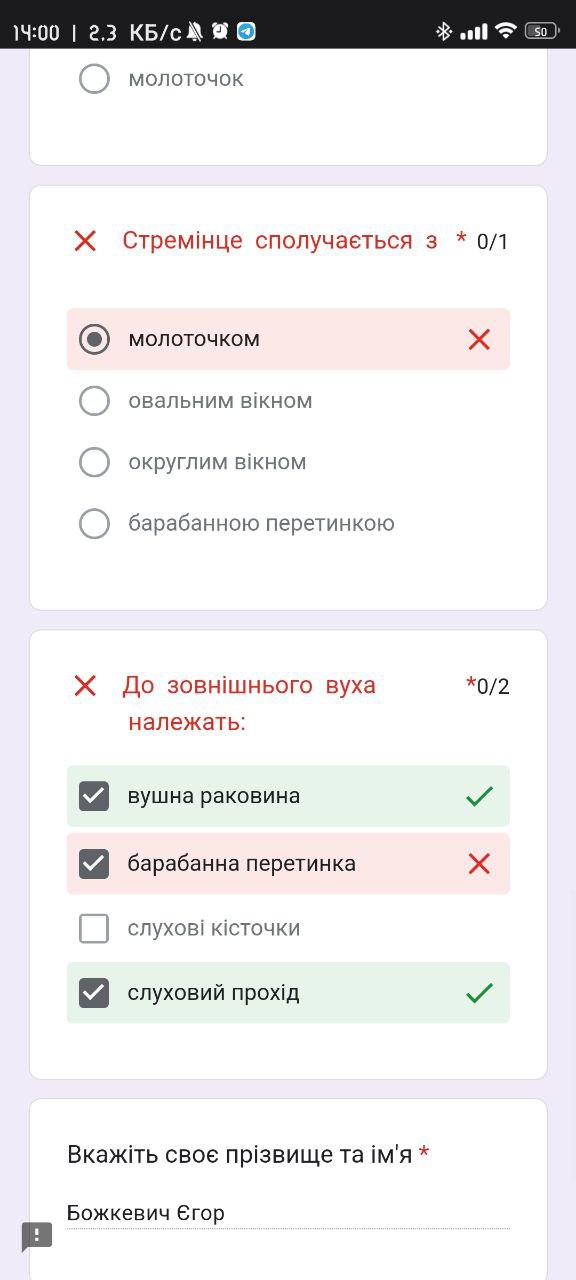 14:00 | 2.3 КБ/с 50
молоточок
Стремінце сполучається з * 0/1
молоточком
овальним вікном
округлим вікном
барабанною перетинкою
До зовнішнього вуха *0/2
належать:
вушна раковина
барабанна перетинка
слухові кісточки
слуховий прохід
Вкажіть своє прізвище та ім'я *
Божкевич Єгор